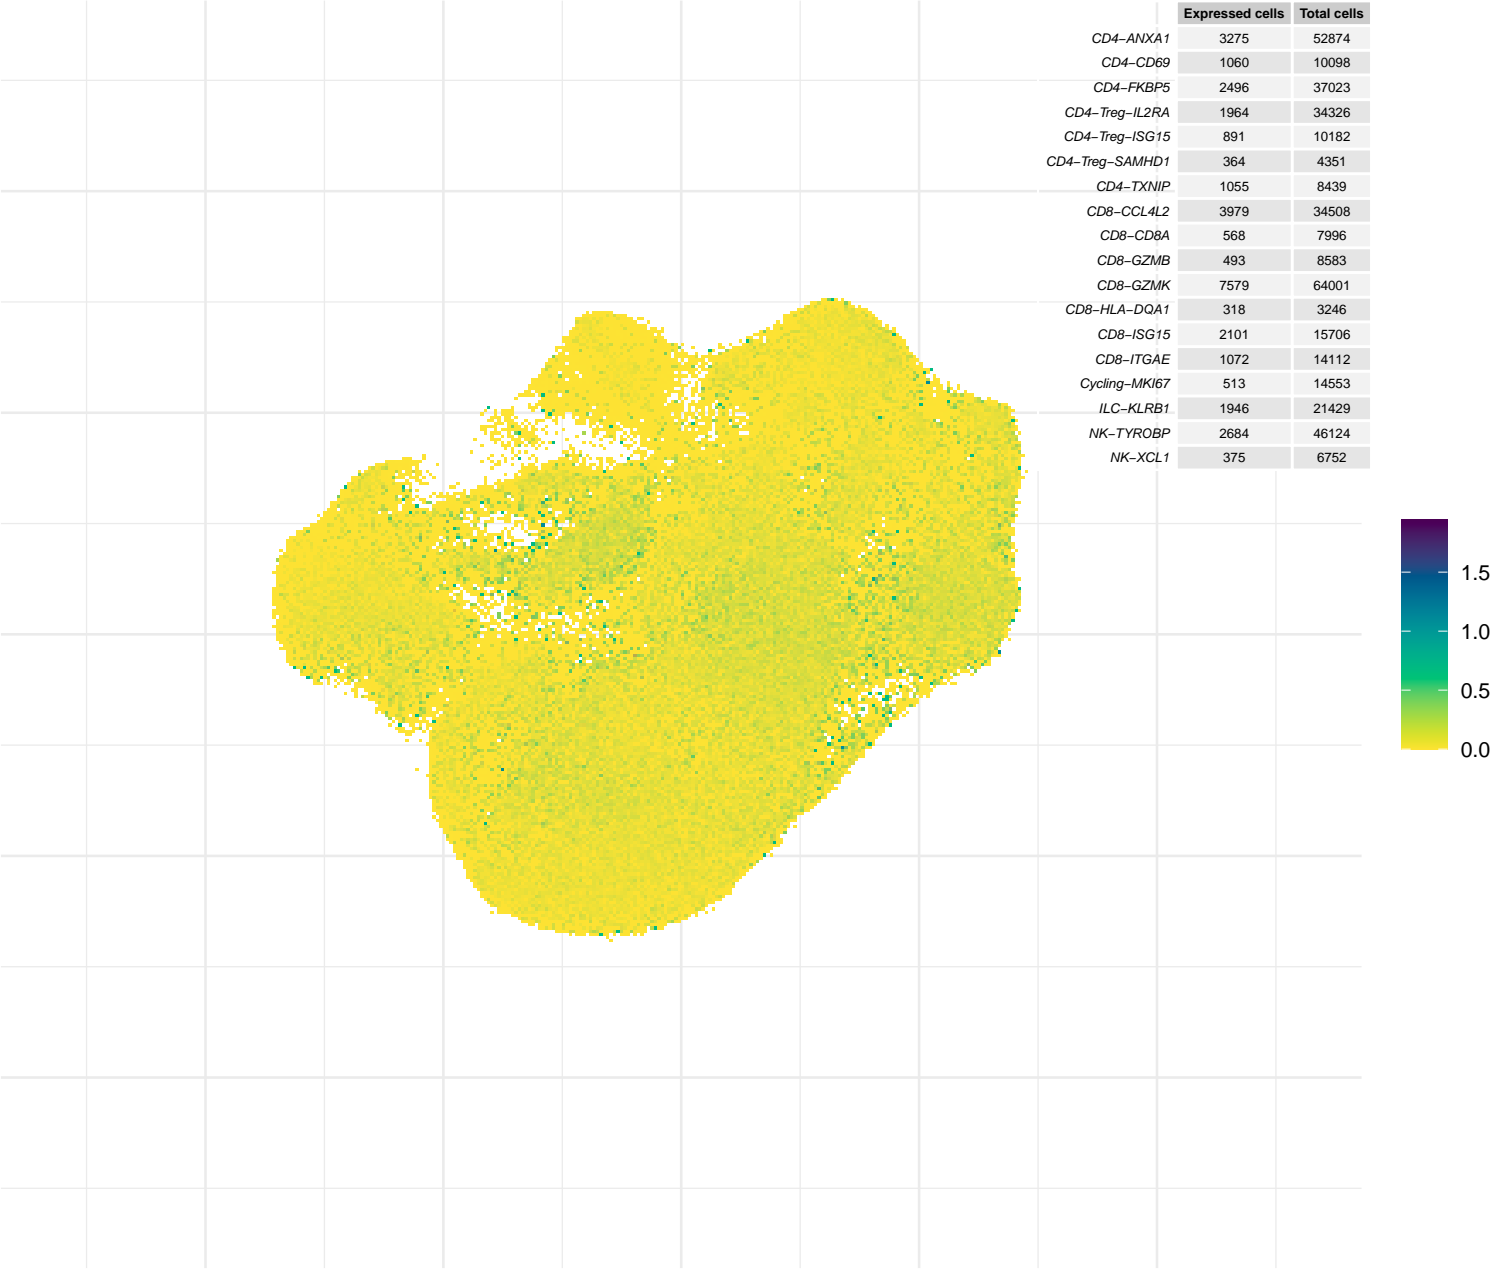 Expressed cells Total cells
CD4−ANXA1 3275 52874
CD4−CD69 1060 10098
CD4−FKBP5 2496 37023
CD4−Treg−IL2RA 1964 34326
CD4−Treg−ISG15 891 10182
CD4−Treg−SAMHD1 364 4351
CD4−TXNIP 1055 8439
CD8−CCL4L2 3979 34508
CD8−CD8A 568 7996
CD8−GZMB 493 8583
CD8−GZMK 7579 64001
CD8−HLA−DQA1 318 3246
CD8−ISG15 2101 15706
CD8−ITGAE 1072 14112
Cycling−MKI67 513 14553
ILC−KLRB1 1946 21429
NK−TYROBP 2684 46124
NK−XCL1 375 6752
1.5
1.0
0.5
0.0